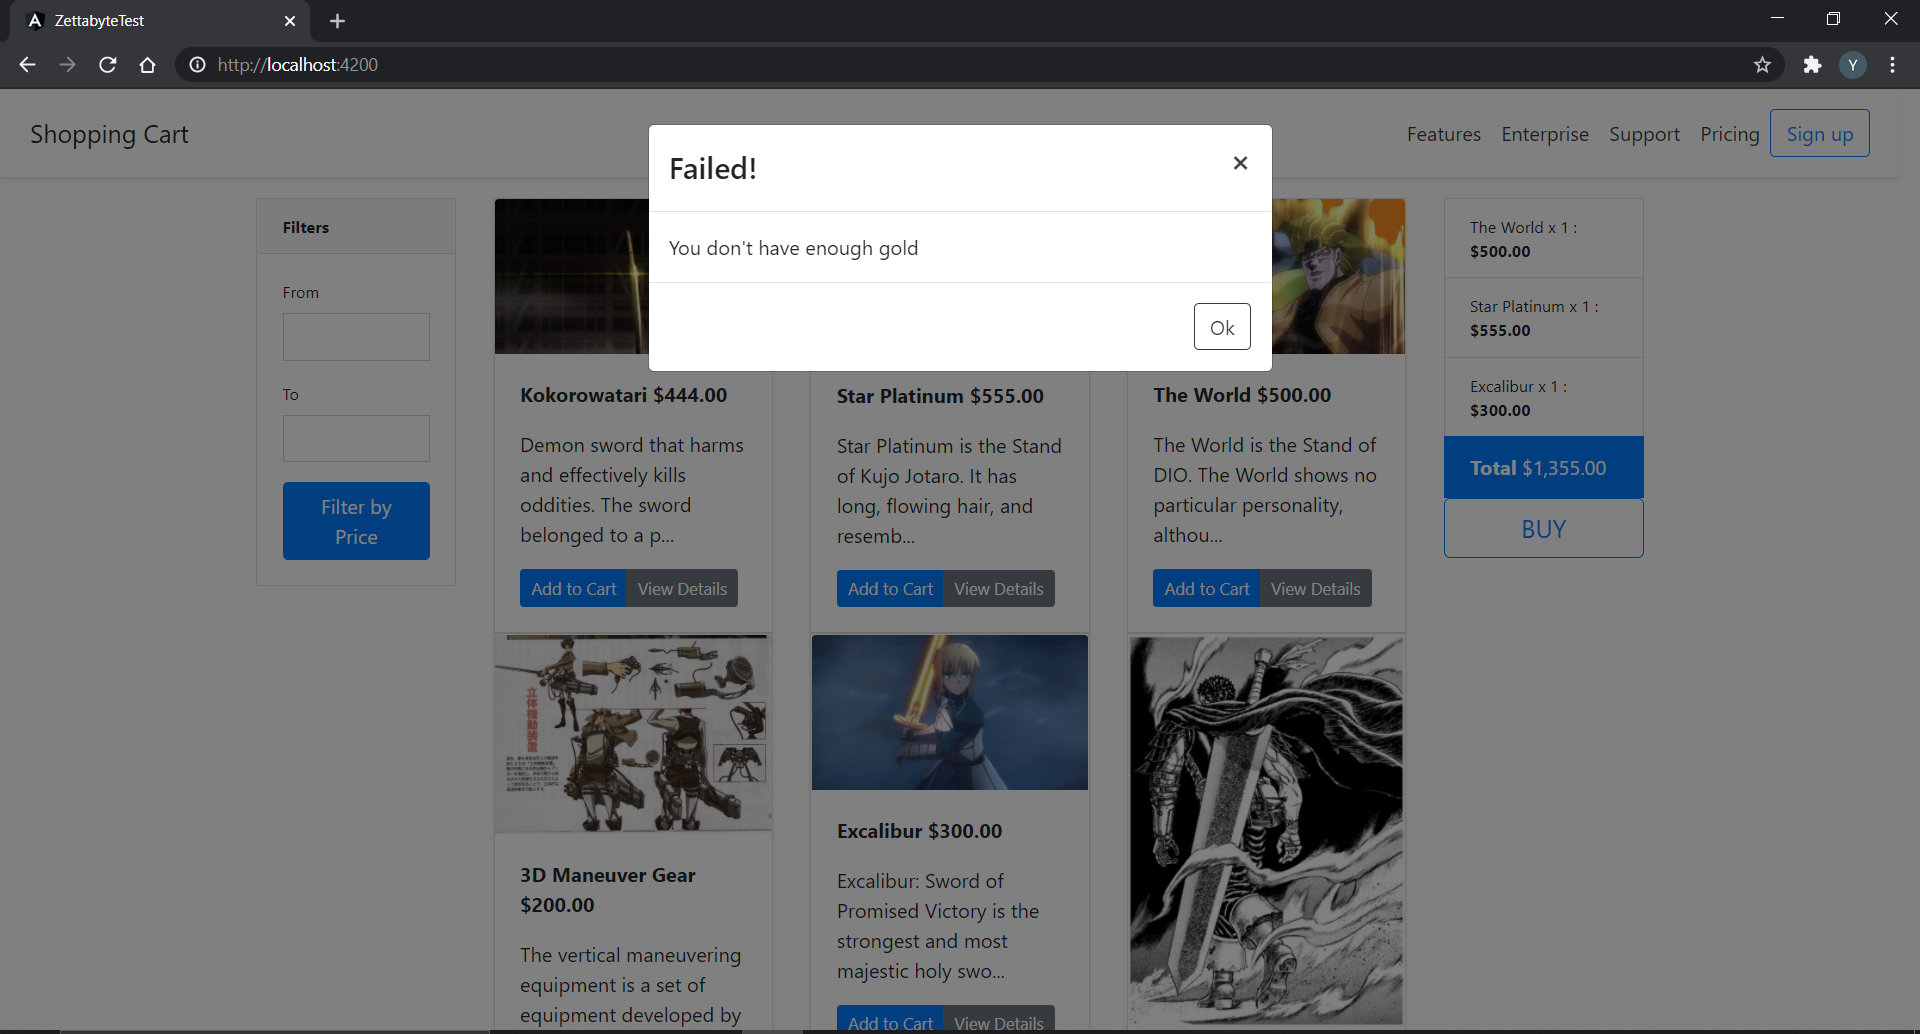 ZettabyteTest
http://localhost:4200
Y
Shopping Cart
Features Enterprise Support Pricing Sign up
Failed!
You don't have enough gold
Ok
Filters
From
To
Filter by
Price
Kokorowatari $444.00
Demon sword that harms
and effectively kills
oddities. The sword
belonged to a p...
Add to Cart View Details
Star Platinum $555.00
Star Platinum is the Stand
of Kujo Jotaro. It has
long, flowing hair, and
resemb...
Add to Cart View Details
The World $500.00
The World is the Stand of
DIO. The World shows no
particular personality,
althou...
Add to Cart View Details
立体機動装置
3D Maneuver Gear
$200.00
The vertical maneuvering
equipment is a set of
equipment developed by
Excalibur $300.00
Excalibur: Sword of
Promised Victory is the
strongest and most
majestic holy swo...
Add to Cart View Details
The World x 1 :
$500.00
Star Platinum x 1 :
$555.00
Excalibur x 1 :
$300.00
Total $1,355.00
BUY